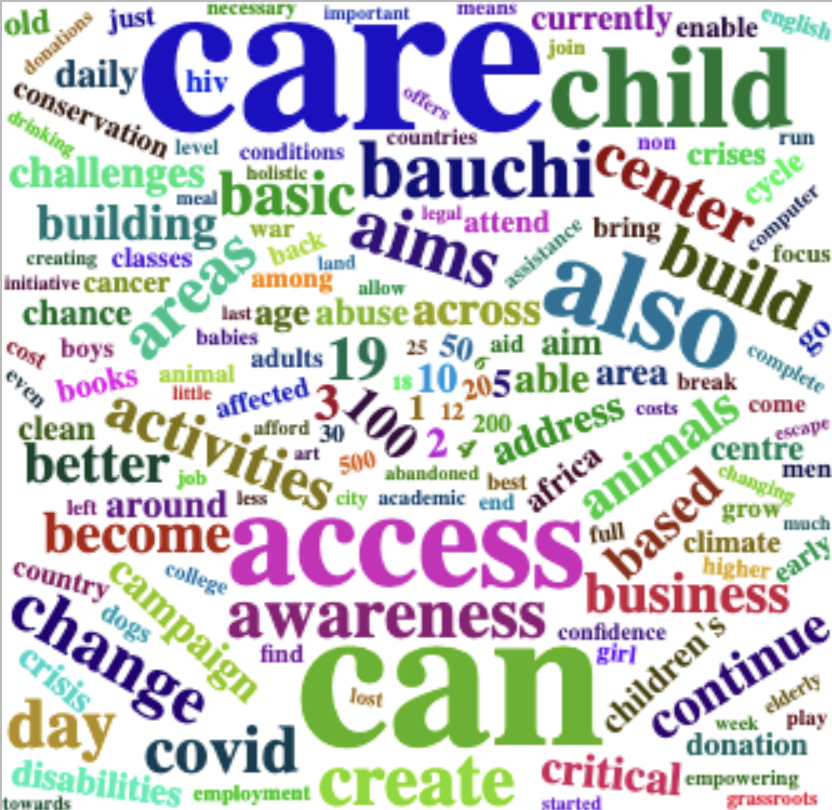 old
just
necessary
important
means
currently
enable
english
donations
daily
care
hiv
join
child
offers
conservation
drinking
level
conditions
countries
non
crises
run
challenges
holistic
bauchi
center
cycle
computer
meal
basic
building
war
back
aims
legal
attend
assistance
bring
build
focus
creating
classes
areas
land
also
initiative
cancer
among
allow
chance
last
age
abuse
across
go
cost
boys
babies
adults
19
25
50
aid
aim
complete
even
books
animal
little
affected
18
10
6
20
5
able
area
break
3
100
1
12
200
address
costs
come
escape
clean
activities
afford
30
2
4
animals
centre
better
job
art
500
abandoned
best
africa
changing
men
left
around
less
city
academic
end
based
grow
much
become
access
full
climate
early
higher
country
college
campaign
awareness
business
change
dogs
find
confidence
girl
children's
continue
crisis
can
lost
elderly
day
covid
week
play
donation
disabilities
employment
create
critical
empowering
towards
started
grassroots